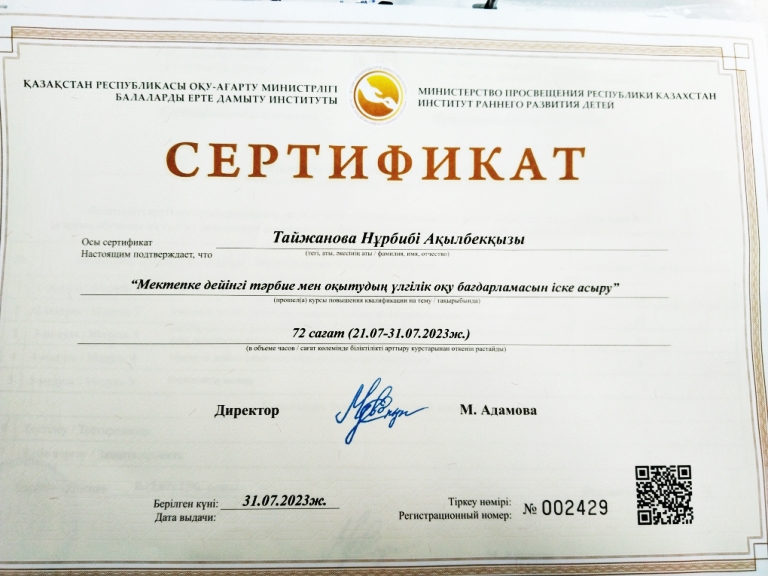 ҚАЗАҚСТАН РЕСПУБЛИКАСЫ ОҚУ-АҒАРТУ МИНИСТРЛІГІ
БАЛАЛАРДЫ ЕРТЕ ДАМЫТУ ИНСТИТУТЫ
МИНИСТЕРСТВО ПРОСВЕЩЕНИЯ РЕСПУБЛИКИ КАЗАХСТАН
ИНСТИТУТ РАННЕГО РАЗВИТИЯ ДЕТЕЙ
СЕРТИФИКАТ
Осы сертификат
Настоящим подтверждает, что
Тайжанова Нұрбибі Ақылбекқызы
(тегі, аты, әкесінің аты / фамилия, имя, отчество)
“Мектепке дейінгі тәрбие мен оқытудың үлгілік оқу бағдарламасын іске асыру”
(прошел(а) курсы повышения квалификации на тему / тақырыбында)
72 сағат (21.07-31.07.2023ж.)
(в объеме часов / сағат көлемінде біліктілікті арттыру курстарынан өткенін растайды)
Директор
М. Адамова
Берілген күні: 31.07.2023ж.
Дата выдачи:
Тіркеу нөмірі:
Регистрационный номер: № 002429